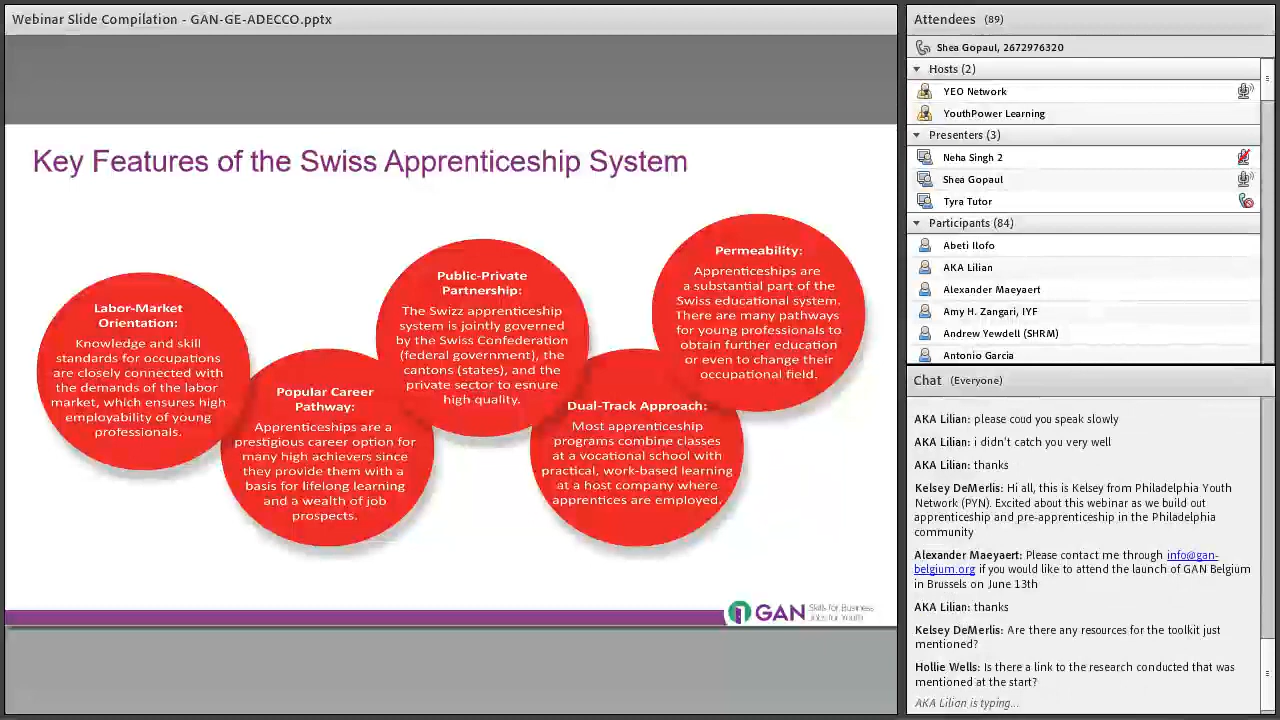 Webinar Slide Compilation - GAN-GE-ADECCO.pptx
Key Features of the Swiss Apprenticeship System
Labor-Market
Orientation:
Knowledge and skill
standards for occupations
are closely connected with
the demands of the labor
market, which ensures high
employability of young
professionals.
Popular Career
Pathway:
Apprenticeships are a
prestigious career option for
many high achievers since
they provide them with a
basis for lifelong learning
and a wealth of job
prospects.
Public-Private
Partnership:
The Swizz apprenticeship
system is jointly governed
by the Swiss Confederation
(federal government), the
cantons (states), and the
private sector to esnure
high quality.
Dual-Track Approach:
Most apprenticeship
programs combine classes
at a vocational school with
practical, work-based learning
at a host company where
apprentices are employed.
Permeability:
Apprenticeships are
a substantial part of the
Swiss educational system.
There are many pathways
for young professionals to
obtain further education
or even to change their
occupational field.
GAN
Skills for Business
Jobs for Youth
Attendees (89)
Shea Gopaul, 2672976320
Hosts (2)
YEO Network
YouthPower Learning
Presenters (3)
Neha Singh 2
Shea Gopaul
Tyra Tutor
Participants (84)
Abeti Ilofo
AKA Lilian
Alexander Maeyaert
Amy H. Zangari, IYF
Andrew Yewdell (SHRM)
Antonio Garcia
Chat (Everyone)
AKA Lilian: please coud you speak slowly
AKA Lilian: i didn't catch you very well
AKA Lilian: thanks
Kelsey DeMerlis: Hi all, this is Kelsey from Philadelphia Youth
Network (PYN). Excited about this webinar as we build out
apprenticeship and pre-apprenticeship in the Philadelphia
community
Alexander Maeyaert: Please contact me through info@gan-
belgium.org if you would like to attend the launch of GAN Belgium
in Brussels on June 13th
AKA Lilian: thanks
Kelsey DeMerlis: Are there any resources for the toolkit just
mentioned?
Hollie Wells: Is there a link to the research conducted that was
mentioned at the start?
AKA Lilian is typing...